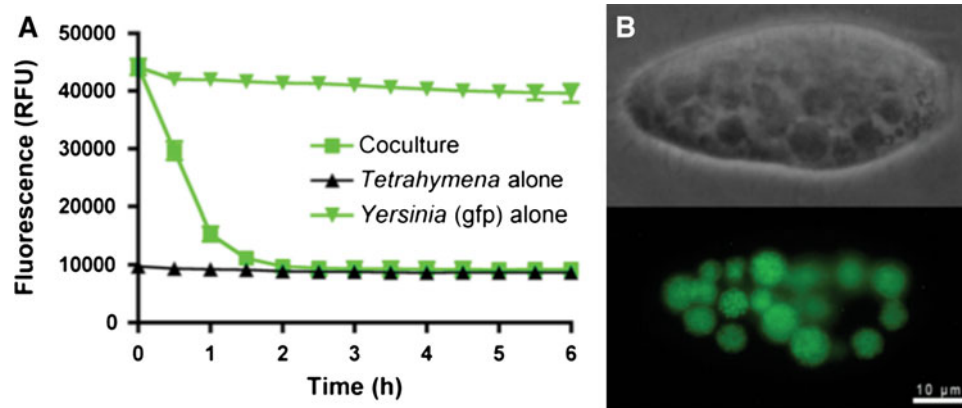 A
50000
40000
30000
20000
10000
0
Fluorescence (RFU)
Coculture
Tetrahymena alone
Yersinia (gfp) alone
0 1 2 3 4 5 6
Time (h)
B
10 µm